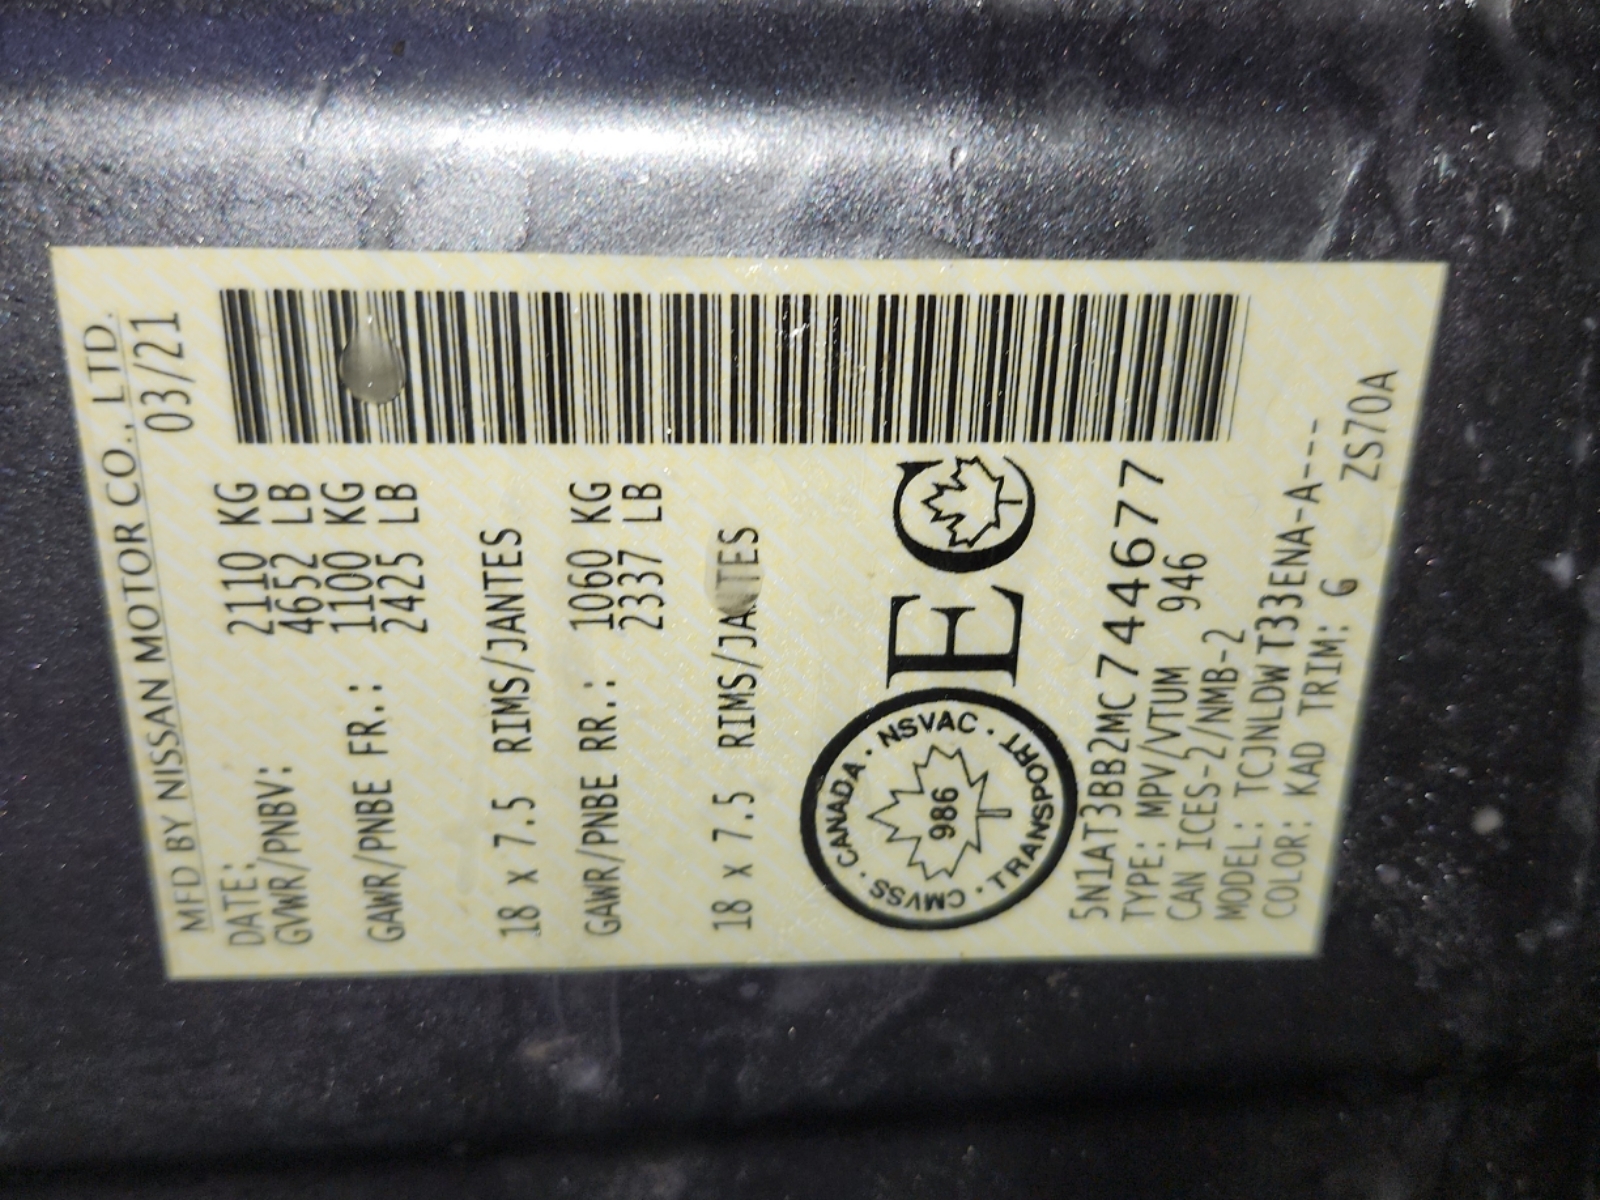 MFD BY NISSAN MOTOR CO., LTD.
DATE: 03/21
GVWR/PNBV: 2110 KG
4652 LB
GAWR/PNBE FR.: 1100 KG
2425 LB
18 x 7.5 RIMS/JANTES
GAWR/PNBE RR.: 1060 KG
2337 LB
18 x 7.5 RIMS/JANTES
CANADA · NSVAC · TRANSPORT · CMVSS ·
986
EC
5N1AT3BB2MC744677
TYPE: MPV/VTUM 946
CAN ICES-2/NMB-2
MODEL: TCJNLDWT33ENA-A---
COLOR: KAD TRIM: G ZS70A